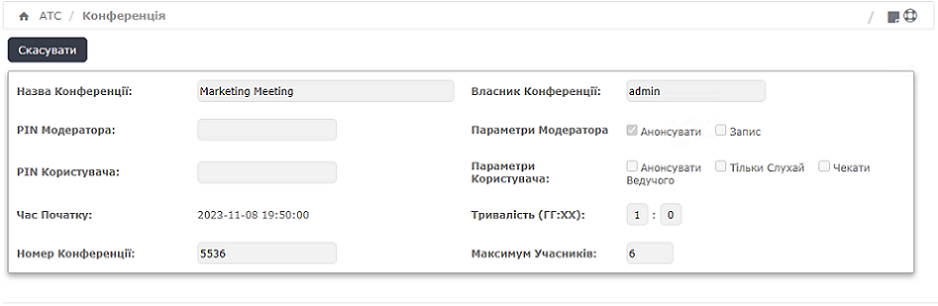 АТС / Конференція /
Скасувати
Назва Конференції: Marketing Meeting Власник Конференції: admin
PIN Модератора: Параметри Модератора Анонсувати Запис
PIN Користувача: Параметри Користувача: Анонсувати Тільки Слухай Чекати
Ведучого
Час Початку: 2023-11-08 19:50:00 Тривалість (ГГ:ХХ): 1 : 0
Номер Конференції: 5536 Максимум Учасників: 6